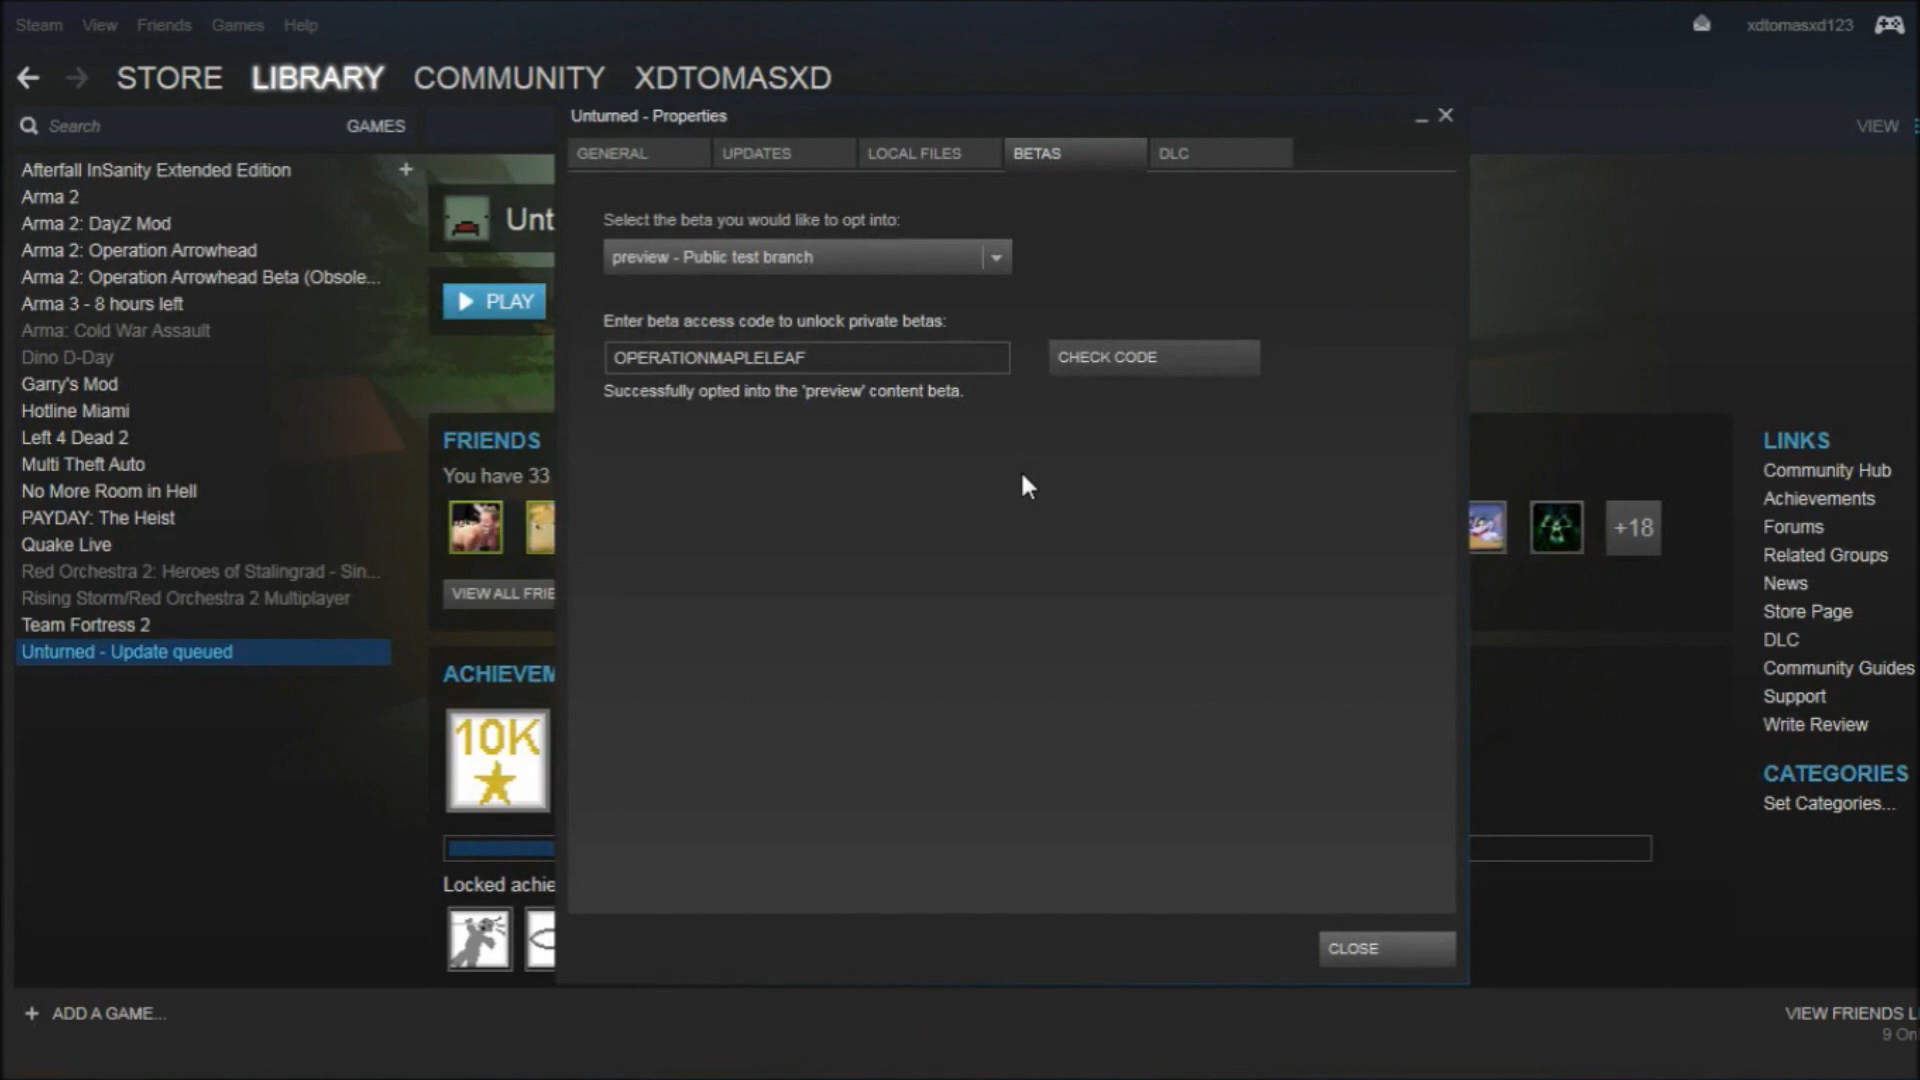 Steam View Friends Games Help
xdtomasxd123
STORE LIBRARY COMMUNITY XDTOMASXD
Search GAMES
VIEW
Afterfall InSanity Extended Edition
Arma 2
Arma 2: DayZ Mod
Arma 2: Operation Arrowhead
Arma 2: Operation Arrowhead Beta (Obsole...
Arma 3 - 8 hours left
Arma: Cold War Assault
Dino D-Day
Garry's Mod
Hotline Miami
Left 4 Dead 2
Multi Theft Auto
No More Room in Hell
PAYDAY: The Heist
Quake Live
Red Orchestra 2: Heroes of Stalingrad - Sin...
Rising Storm/Red Orchestra 2 Multiplayer
Team Fortress 2
Unturned - Update queued
+ ADD A GAME...
Unt
PLAY
FRIENDS
You have 33
VIEW ALL FRIE
ACHIEVEM
10K
Locked achie
Unturned - Properties
GENERAL UPDATES LOCAL FILES BETAS DLC
Select the beta you would like to opt into:
preview - Public test branch
Enter beta access code to unlock private betas:
OPERATIONMAPLELEAF CHECK CODE
Successfully opted into the 'preview' content beta.
CLOSE
+18
LINKS
Community Hub
Achievements
Forums
Related Groups
News
Store Page
DLC
Community Guides
Support
Write Review
CATEGORIES
Set Categories...
VIEW FRIENDS L
9 On